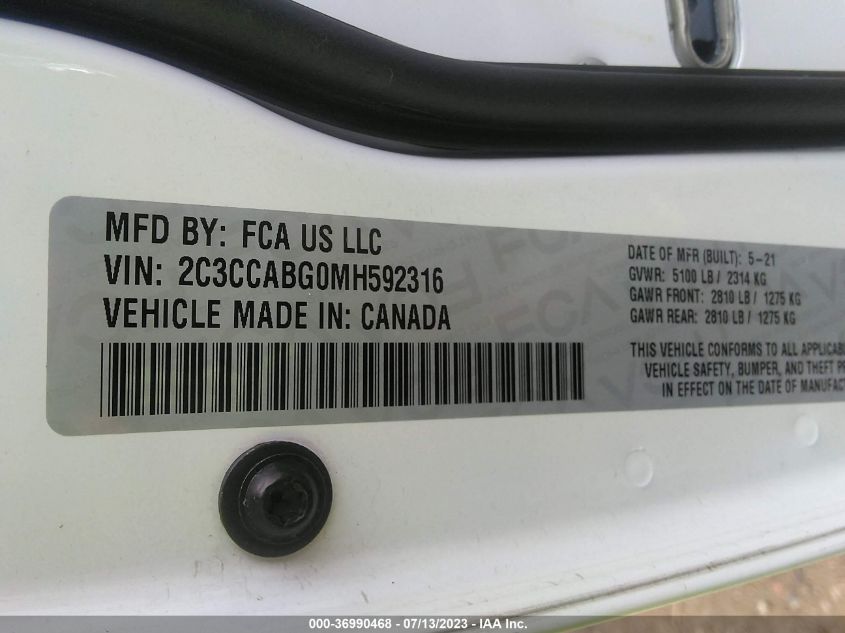 MFD BY: FCA US LLC
VIN: 2C3CCABG0MH592316
VEHICLE MADE IN: CANADA
DATE OF MFR (BUILT): 5-21
GVWR: 5100 LB / 2314 KG
GAWR FRONT: 2810 LB / 1275 KG
GAWR REAR: 2810 LB / 1275 KG
THIS VEHICLE CONFORMS TO ALL
VEHICLE SAFETY, BUMPER, AND THEFT
IN EFFECT ON THE DATE OF
000-36990468 - 07/13/2023 - IAA Inc.